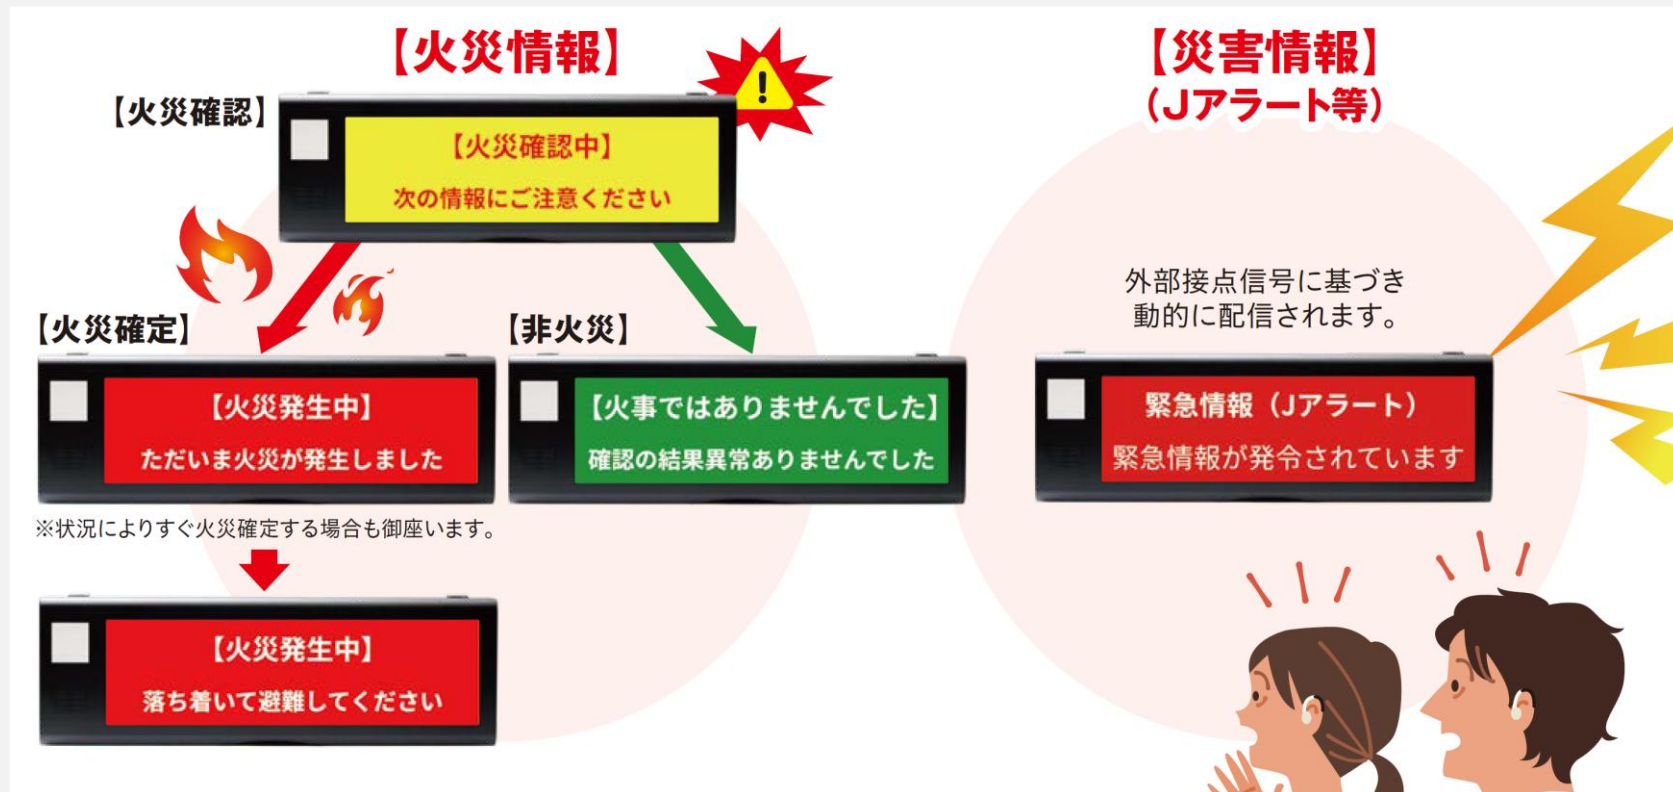 【火災情報】
【火災確認】
【火災確認中】
次の情報にご注意ください
【火災確定】
【火災発生中】
ただいま火災が発生しました
※状況によりすぐ火災確定する場合も御座います。
【火災発生中】
落ち着いて避難してください
【非火災】
【火事ではありませんでした】
確認の結果異常ありませんでした
【災害情報】
(Jアラート等)
外部接点信号に基づき
動的に配信されます。
緊急情報(Jアラート)
緊急情報が発令されています
!